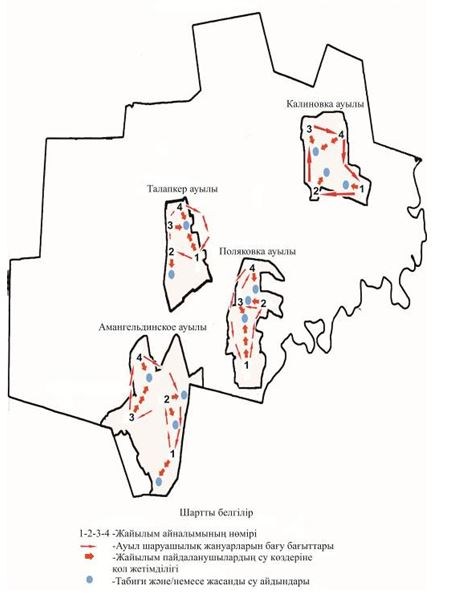 Калиновка ауылы
3
4
2
1
Талапкер ауылы
4
3
2
1
Поляковка ауылы
4
3
2
1
Амангельдинское ауылы
4
2
3
1
Шартты белгілір
1-2-3-4 -Жайылым айналымының нөмірі
-Ауыл шаруашылық жануарларын бағу бағыттары
-Жайылым пайдаланушылардың су көздеріне
қол жетімділігі
-Табиғи және/немесе жасанды су айдындары